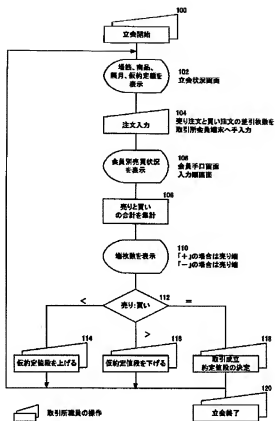 100
立会開始
場節、商品、
限月、仮約定値を
表示
102
立会状況画面
注文入力
104
売り注文と買い注文の差引枚数を
取引所会員端末へ手入力
会員別売買状況
を表示
106
会員手口画面
入力順画面
売りと買い
の合計を集計
108
端枚数を表示
110
「+」の場合は売り端
「-」の場合は売り端
売り:買い
112
<
>
=
114
仮約定値段を上げる
116
仮約定値段を下げる
118
取引成立
約定値段の決定
120
立会終了
取引所職員の操作